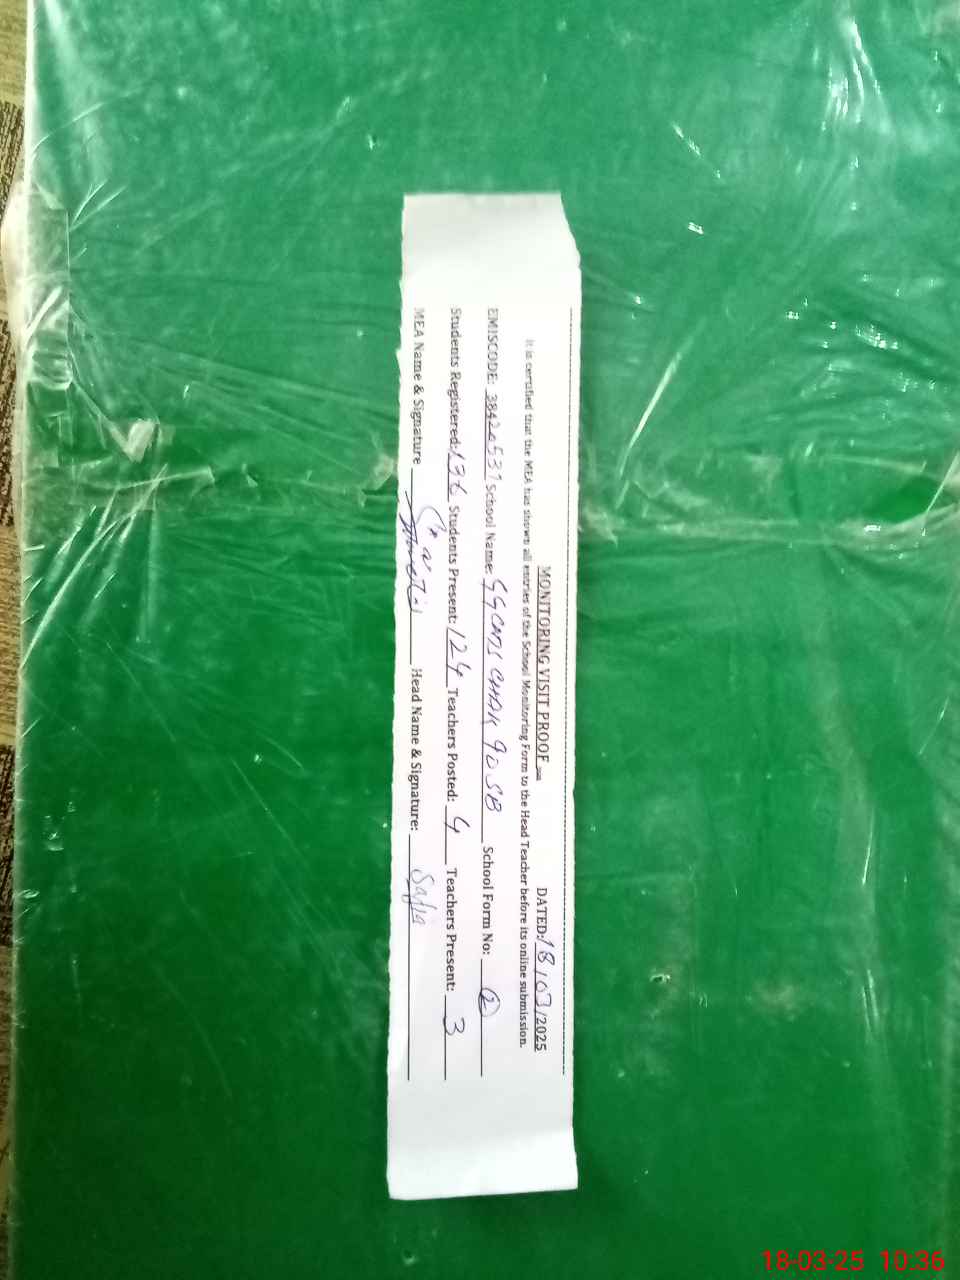 MONITORING VISIT PROOF DATED: 18/03/2025
It is certified that the MEA has shown all entries of the School Monitoring Form to the Head Teacher before its online submission.
EMISCODE: 38420537 School Name: GGCMS CHAK 90 SB School Form No: 2
Students Registered: 136 Students Present: 124 Teachers Posted: 4 Teachers Present: 3
MEA Name & Signature Head Name & Signature: Safia
18-03-25 10:36